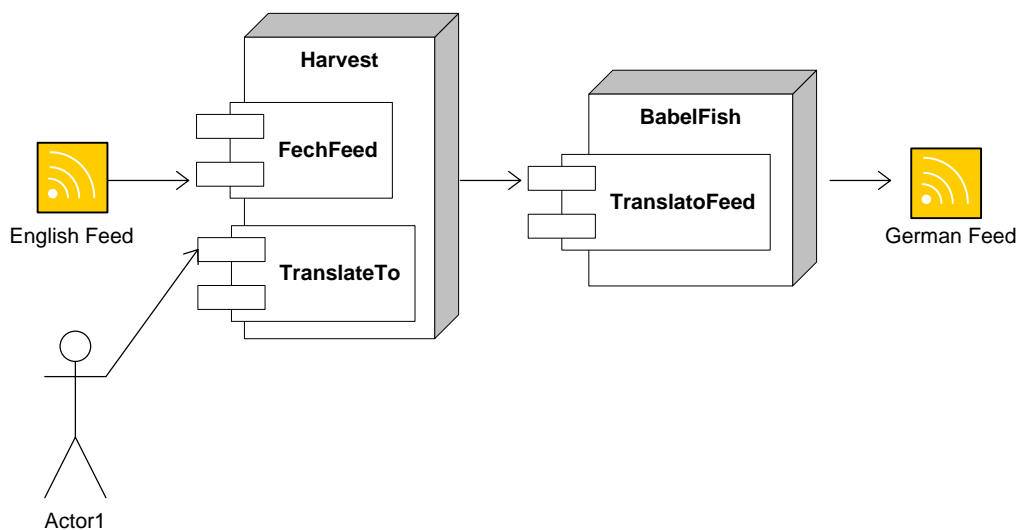 Harvest
BabelFish
FechFeed
TranslatoFeed
English Feed
German Feed
TranslateTo
Actor1